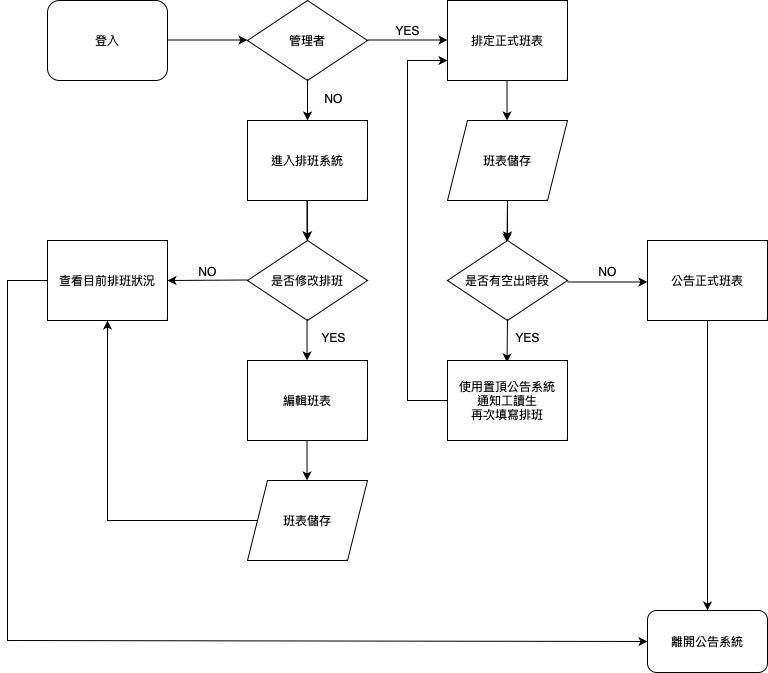 登入
管理者
YES
排定正式班表
NO
進入排班系統
班表儲存
查看目前排班狀況
NO
是否修改排班
是否有空出時段
NO
公告正式班表
YES
YES
編輯班表
使用置頂公告系統
通知工讀生
再次填寫排班
班表儲存
離開公告系統